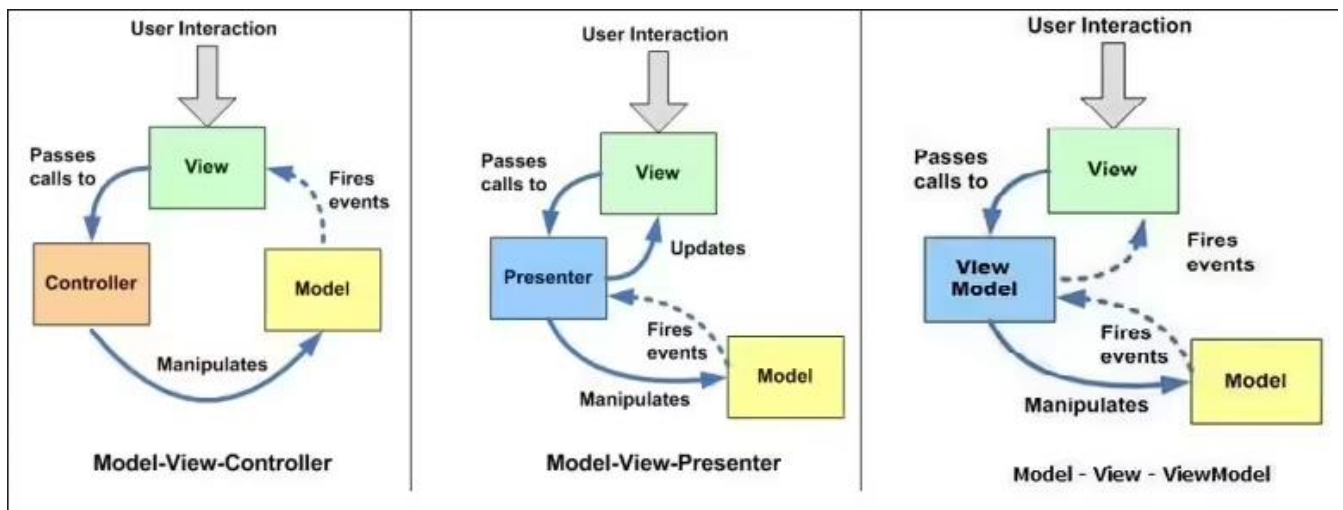 User Interaction
View
Passes
calls to
Fires
events
Controller
Model
Manipulates
Model-View-Controller
User Interaction
View
Passes
calls to
Updates
Presenter
Fires
events
Model
Manipulates
Model-View-Presenter
User Interaction
View
Passes
calls to
Fires
events
View
Model
Fires
events
Model
Manipulates
Model - View - ViewModel